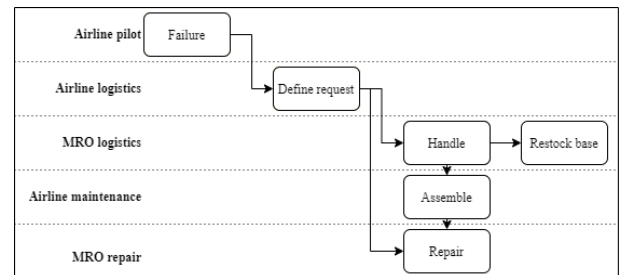 Airline pilot Failure
Airline logistics Define request
MRO logistics Handle Restock base
Airline maintenance Assemble
MRO repair Repair